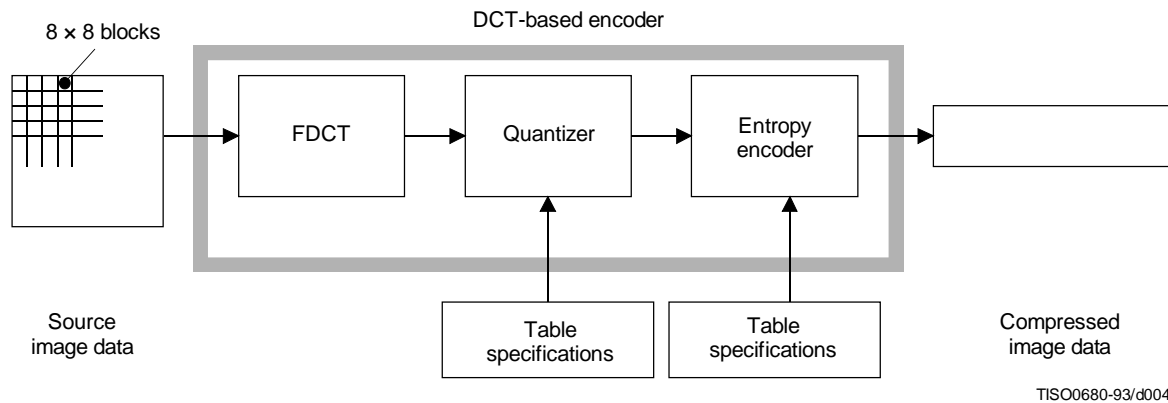 DCT-based encoder
8 × 8 blocks
FDCT
Quantizer
Entropy
encoder
Source
image data
Table
specifications
Table
specifications
Compressed
image data
TISO0680-93/d004